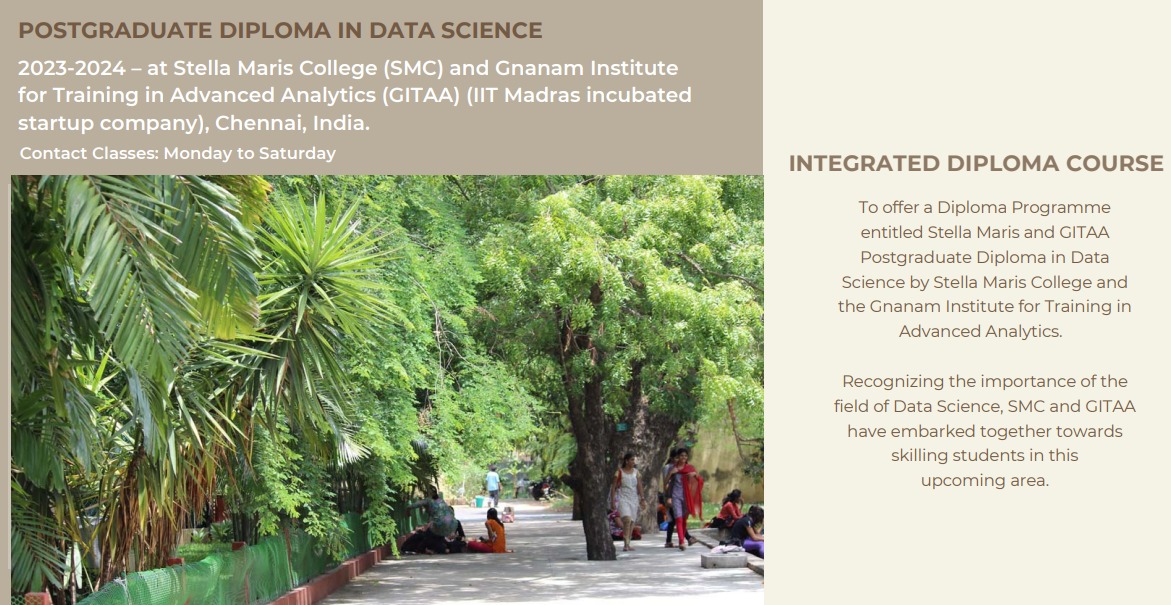 POSTGRADUATE DIPLOMA IN DATA SCIENCE
2023-2024 – at Stella Maris College (SMC) and Gnanam Institute
for Training in Advanced Analytics (GITAA) (IIT Madras incubated
startup company), Chennai, India.
Contact Classes: Monday to Saturday
INTEGRATED DIPLOMA COURSE
To offer a Diploma Programme
entitled Stella Maris and GITAA
Postgraduate Diploma in Data
Science by Stella Maris College and
the Gnanam Institute for Training in
Advanced Analytics.
Recognizing the importance of the
field of Data Science, SMC and GITAA
have embarked together towards
skilling students in this
upcoming area.